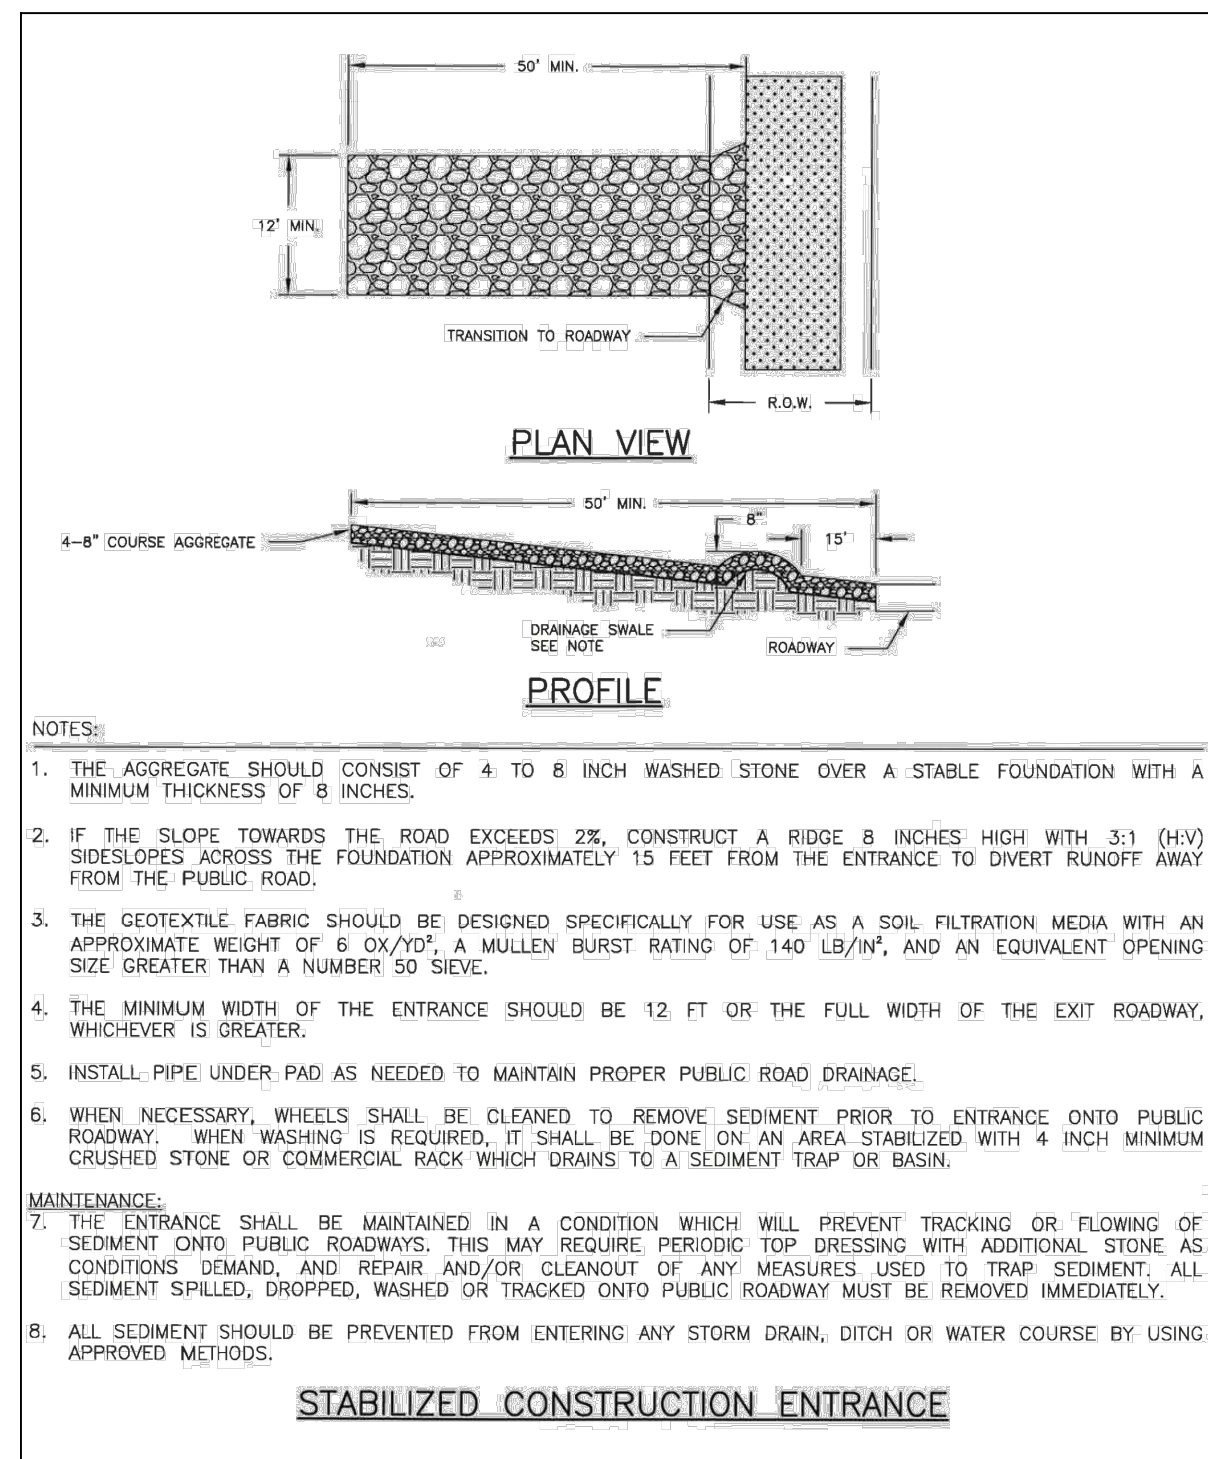 50' MIN.
12' MIN.
TRANSITION TO ROADWAY
R.O.W.
PLAN VIEW
50' MIN.
8"
4-8" COURSE AGGREGATE
15'
DRAINAGE SWALE
SEE NOTE
ROADWAY
PROFILE
NOTES:
1. THE AGGREGATE SHOULD CONSIST OF 4 TO 8 INCH WASHED STONE OVER A STABLE FOUNDATION WITH A
MINIMUM THICKNESS OF 8 INCHES.
2. IF THE SLOPE TOWARDS THE ROAD EXCEEDS 2%, CONSTRUCT A RIDGE 8 INCHES HIGH WITH 3:1 (H:V)
SIDESLOPES ACROSS THE FOUNDATION APPROXIMATELY 15 FEET FROM THE ENTRANCE TO DIVERT RUNOFF AWAY
FROM THE PUBLIC ROAD.
3. THE GEOTEXTILE FABRIC SHOULD BE DESIGNED SPECIFICALLY FOR USE AS A SOIL FILTRATION MEDIA WITH AN
APPROXIMATE WEIGHT OF 6 OX/YD², A MULLEN BURST RATING OF 140 LB/IN², AND AN EQUIVALENT OPENING
SIZE GREATER THAN A NUMBER 50 SIEVE.
4. THE MINIMUM WIDTH OF THE ENTRANCE SHOULD BE 12 FT OR THE FULL WIDTH OF THE EXIT ROADWAY,
WHICHEVER IS GREATER.
5. INSTALL PIPE UNDER PAD AS NEEDED TO MAINTAIN PROPER PUBLIC ROAD DRAINAGE.
6. WHEN NECESSARY, WHEELS SHALL BE CLEANED TO REMOVE SEDIMENT PRIOR TO ENTRANCE ONTO PUBLIC
ROADWAY. WHEN WASHING IS REQUIRED, IT SHALL BE DONE ON AN AREA STABILIZED WITH 4 INCH MINIMUM
CRUSHED STONE OR COMMERCIAL RACK WHICH DRAINS TO A SEDIMENT TRAP OR BASIN.
MAINTENANCE:
7. THE ENTRANCE SHALL BE MAINTAINED IN A CONDITION WHICH WILL PREVENT TRACKING OR FLOWING OF
SEDIMENT ONTO PUBLIC ROADWAYS. THIS MAY REQUIRE PERIODIC TOP DRESSING WITH ADDITIONAL STONE AS
CONDITIONS DEMAND, AND REPAIR AND/OR CLEANOUT OF ANY MEASURES USED TO TRAP SEDIMENT. ALL
SEDIMENT SPILLED, DROPPED, WASHED OR TRACKED ONTO PUBLIC ROADWAY MUST BE REMOVED IMMEDIATELY.
8. ALL SEDIMENT SHOULD BE PREVENTED FROM ENTERING ANY STORM DRAIN, DITCH OR WATER COURSE BY USING
APPROVED METHODS.
STABILIZED CONSTRUCTION ENTRANCE